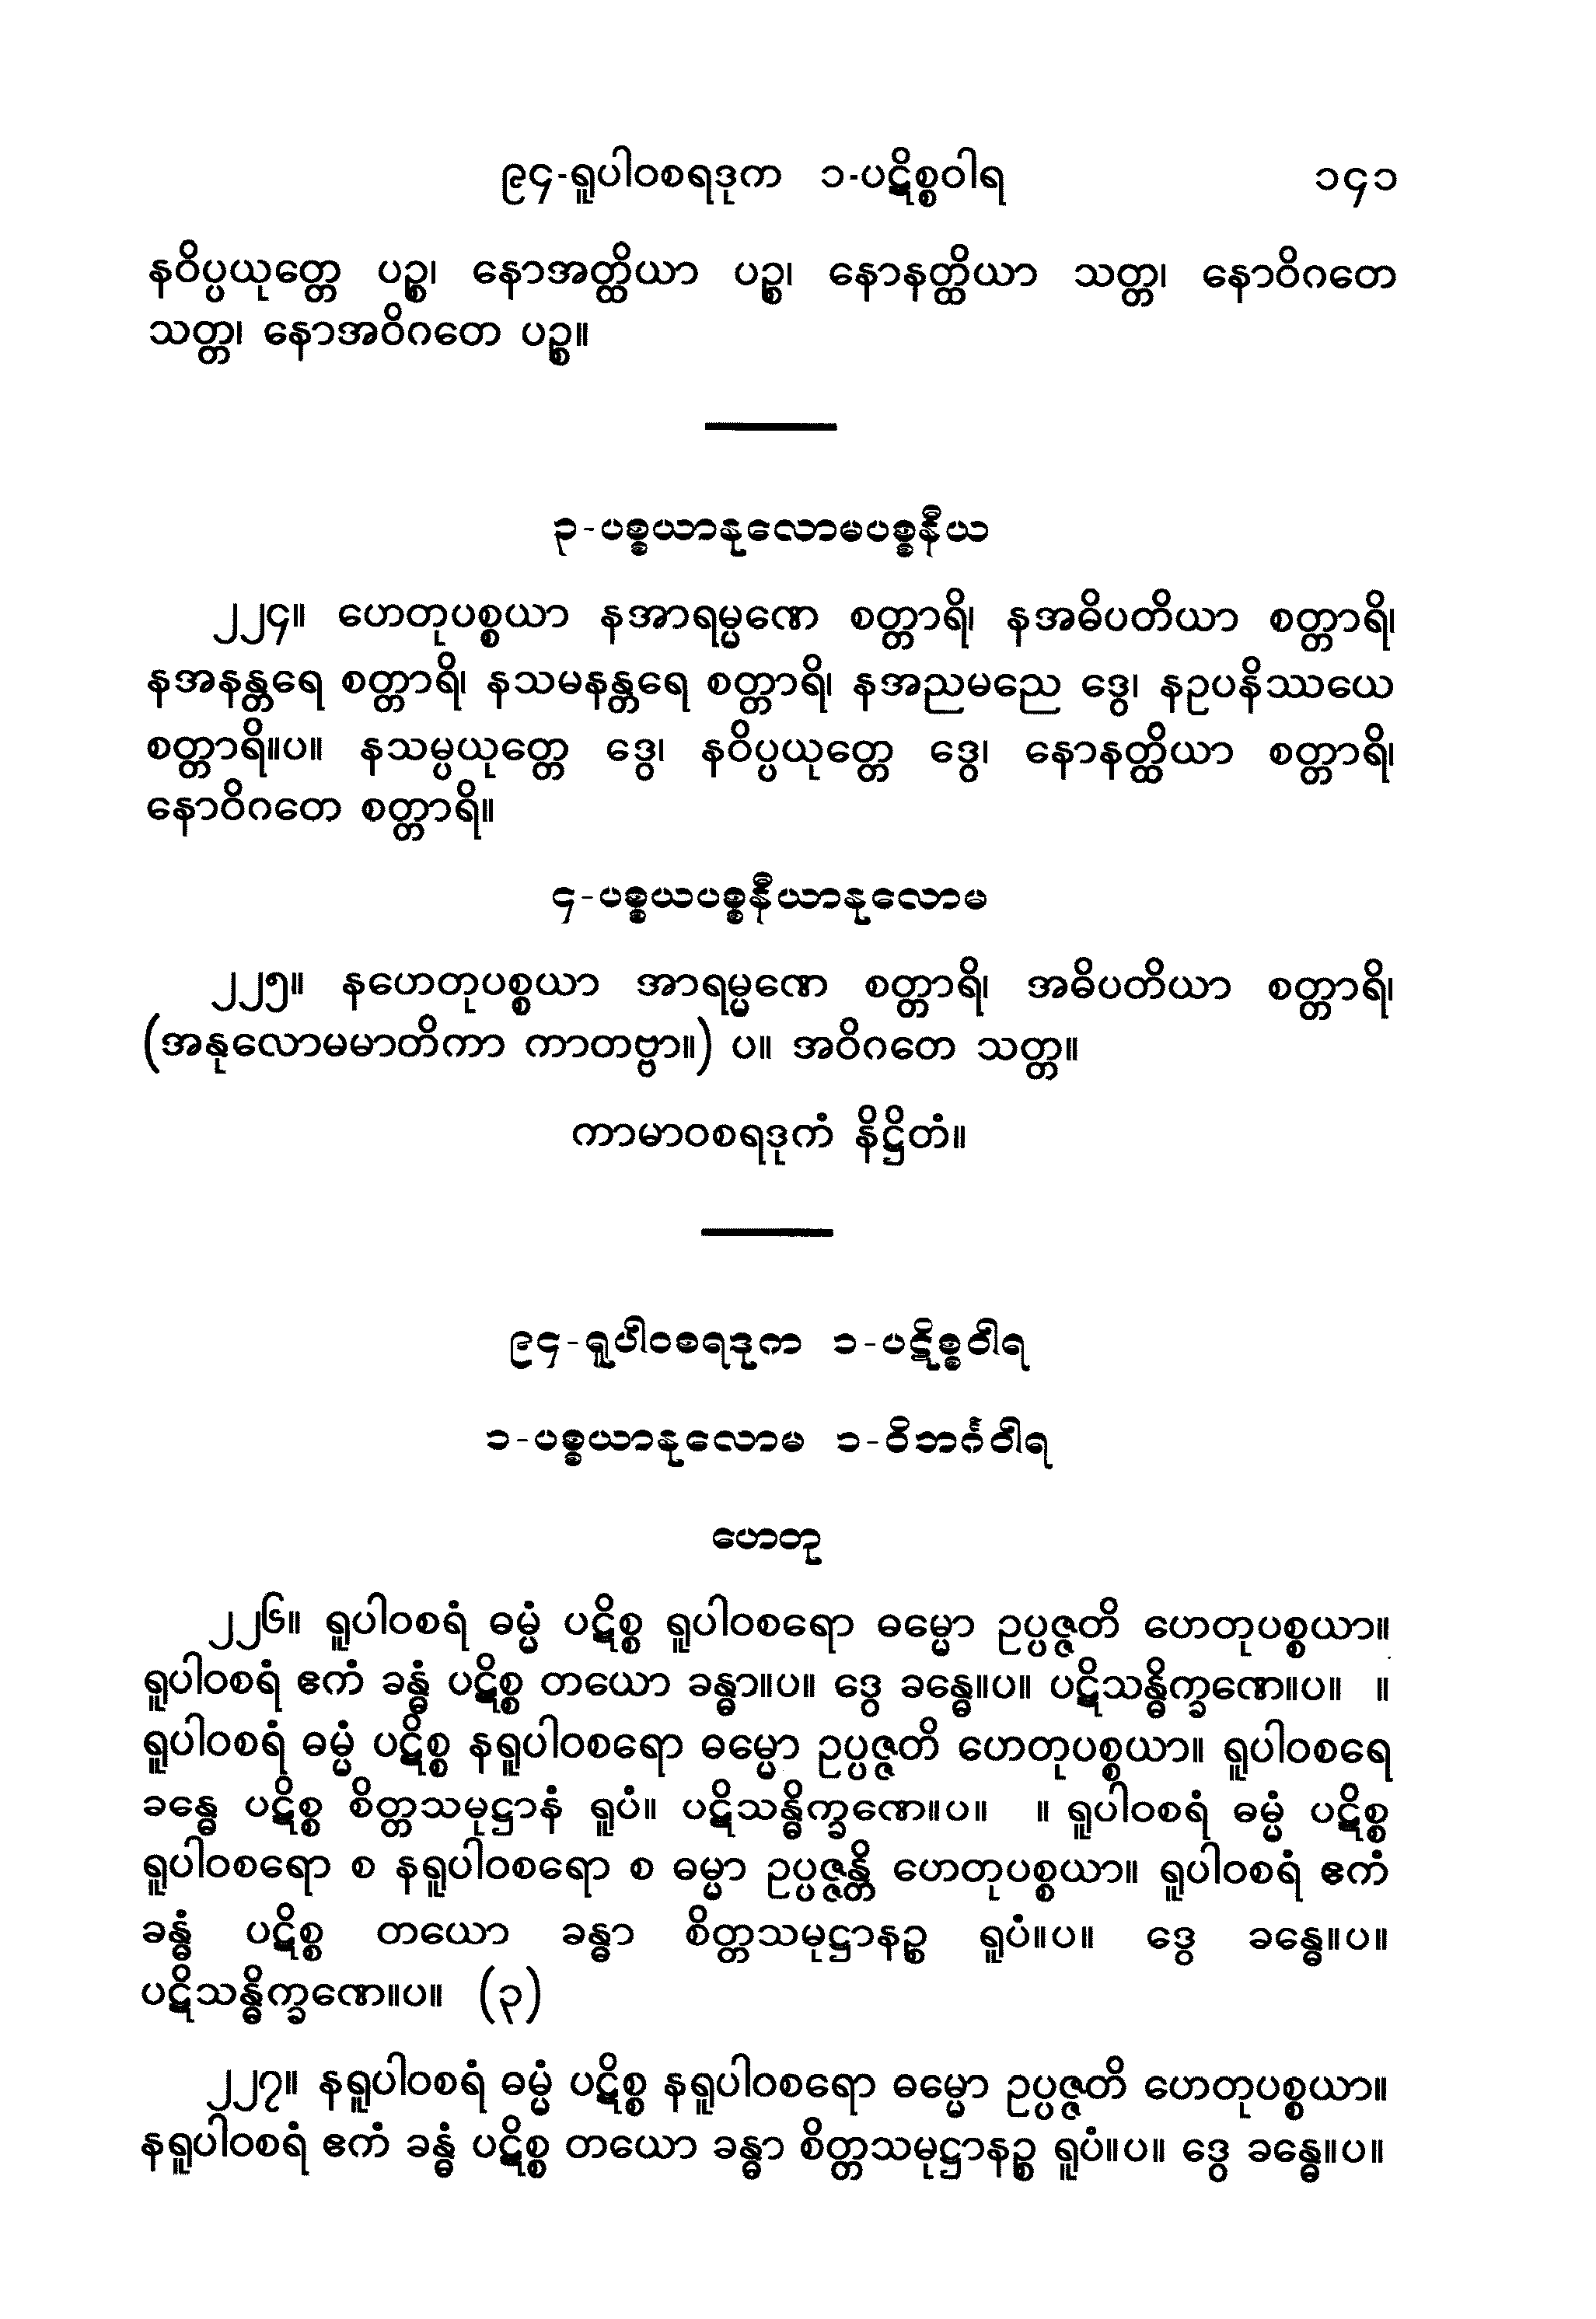 ၉၄-ရူပါဝစရဒုက ၁-ပဋိစ္စဝါရ ၁၄၁
နဝိပ္ပယုတ္တေ ပဉ္စ၊ နောအတ္ထိယာ ပဉ္စ၊ နောနတ္ထိယာ သတ္တ၊ နောဝိဂတေ
သတ္တ၊ နောအဝိဂတေ ပဉ္စ။
၃-ပစ္စယာနုလောမပစ္စနီယ
၂၂၄။ ဟေတုပစ္စယာ နအာရမ္မဏေ စတ္တာရိ၊ နအဓိပတိယာ စတ္တာရိ၊
နအနန္တရေ စတ္တာရိ၊ နသမနန္တရေ စတ္တာရိ၊ နအညမညေ ဒွေ၊ နဥပနိဿယေ
စတ္တာရိ။ပ။ နသမ္ပယုတ္တေ ဒွေ၊ နဝိပ္ပယုတ္တေ ဒွေ၊ နောနတ္ထိယာ စတ္တာရိ၊
နောဝိဂတေ စတ္တာရိ။
၄-ပစ္စယပစ္စနီယာနုလောမ
၂၂၅။ နဟေတုပစ္စယာ အာရမ္မဏေ စတ္တာရိ၊ အဓိပတိယာ စတ္တာရိ၊
(အနုလောမမာတိကာ ကာတဗ္ဗာ။) ပ။ အဝိဂတေ သတ္တ။
ကာမာဝစရဒုကံ နိဋ္ဌိတံ။
၉၄-ရူပါဝစရဒုက ၁-ပဋိစ္စဝါရ
၁-ပစ္စယာနုလောမ ၁-ဝိဘင်္ဂဝါရ
ဟေတု
၂၂၆။ ရူပါဝစရံ ဓမ္မံ ပဋိစ္စ ရူပါဝစရော ဓမ္မော ဥပ္ပဇ္ဇတိ ဟေတုပစ္စယာ။
ရူပါဝစရံ ဧကံ ခန္ဓံ ပဋိစ္စ တယော ခန္ဓာ။ပ။ ဒွေ ခန္ဓေ။ပ။ ပဋိသန္ဓိက္ခဏေ။ပ။ ။
ရူပါဝစရံ ဓမ္မံ ပဋိစ္စ နရူပါဝစရော ဓမ္မော ဥပ္ပဇ္ဇတိ ဟေတုပစ္စယာ။ ရူပါဝစရေ
ခန္ဓေ ပဋိစ္စ စိတ္တသမုဋ္ဌာနံ ရူပံ။ ပဋိသန္ဓိက္ခဏေ။ပ။ ။ ရူပါဝစရံ ဓမ္မံ ပဋိစ္စ
ရူပါဝစရော စ နရူပါဝစရော စ ဓမ္မာ ဥပ္ပဇ္ဇန္တိ ဟေတုပစ္စယာ။ ရူပါဝစရံ ဧကံ
ခန္ဓံ ပဋိစ္စ တယော ခန္ဓာ စိတ္တသမုဋ္ဌာနဉ္စ ရူပံ။ပ။ ဒွေ ခန္ဓေ။ပ။
ပဋိသန္ဓိက္ခဏေ။ပ။ (၃)
၂၂၇။ နရူပါဝစရံ ဓမ္မံ ပဋိစ္စ နရူပါဝစရော ဓမ္မော ဥပ္ပဇ္ဇတိ ဟေတုပစ္စယာ။
နရူပါဝစရံ ဧကံ ခန္ဓံ ပဋိစ္စ တယော ခန္ဓာ စိတ္တသမုဋ္ဌာနဉ္စ ရူပံ။ပ။ ဒွေ ခန္ဓေ။ပ။